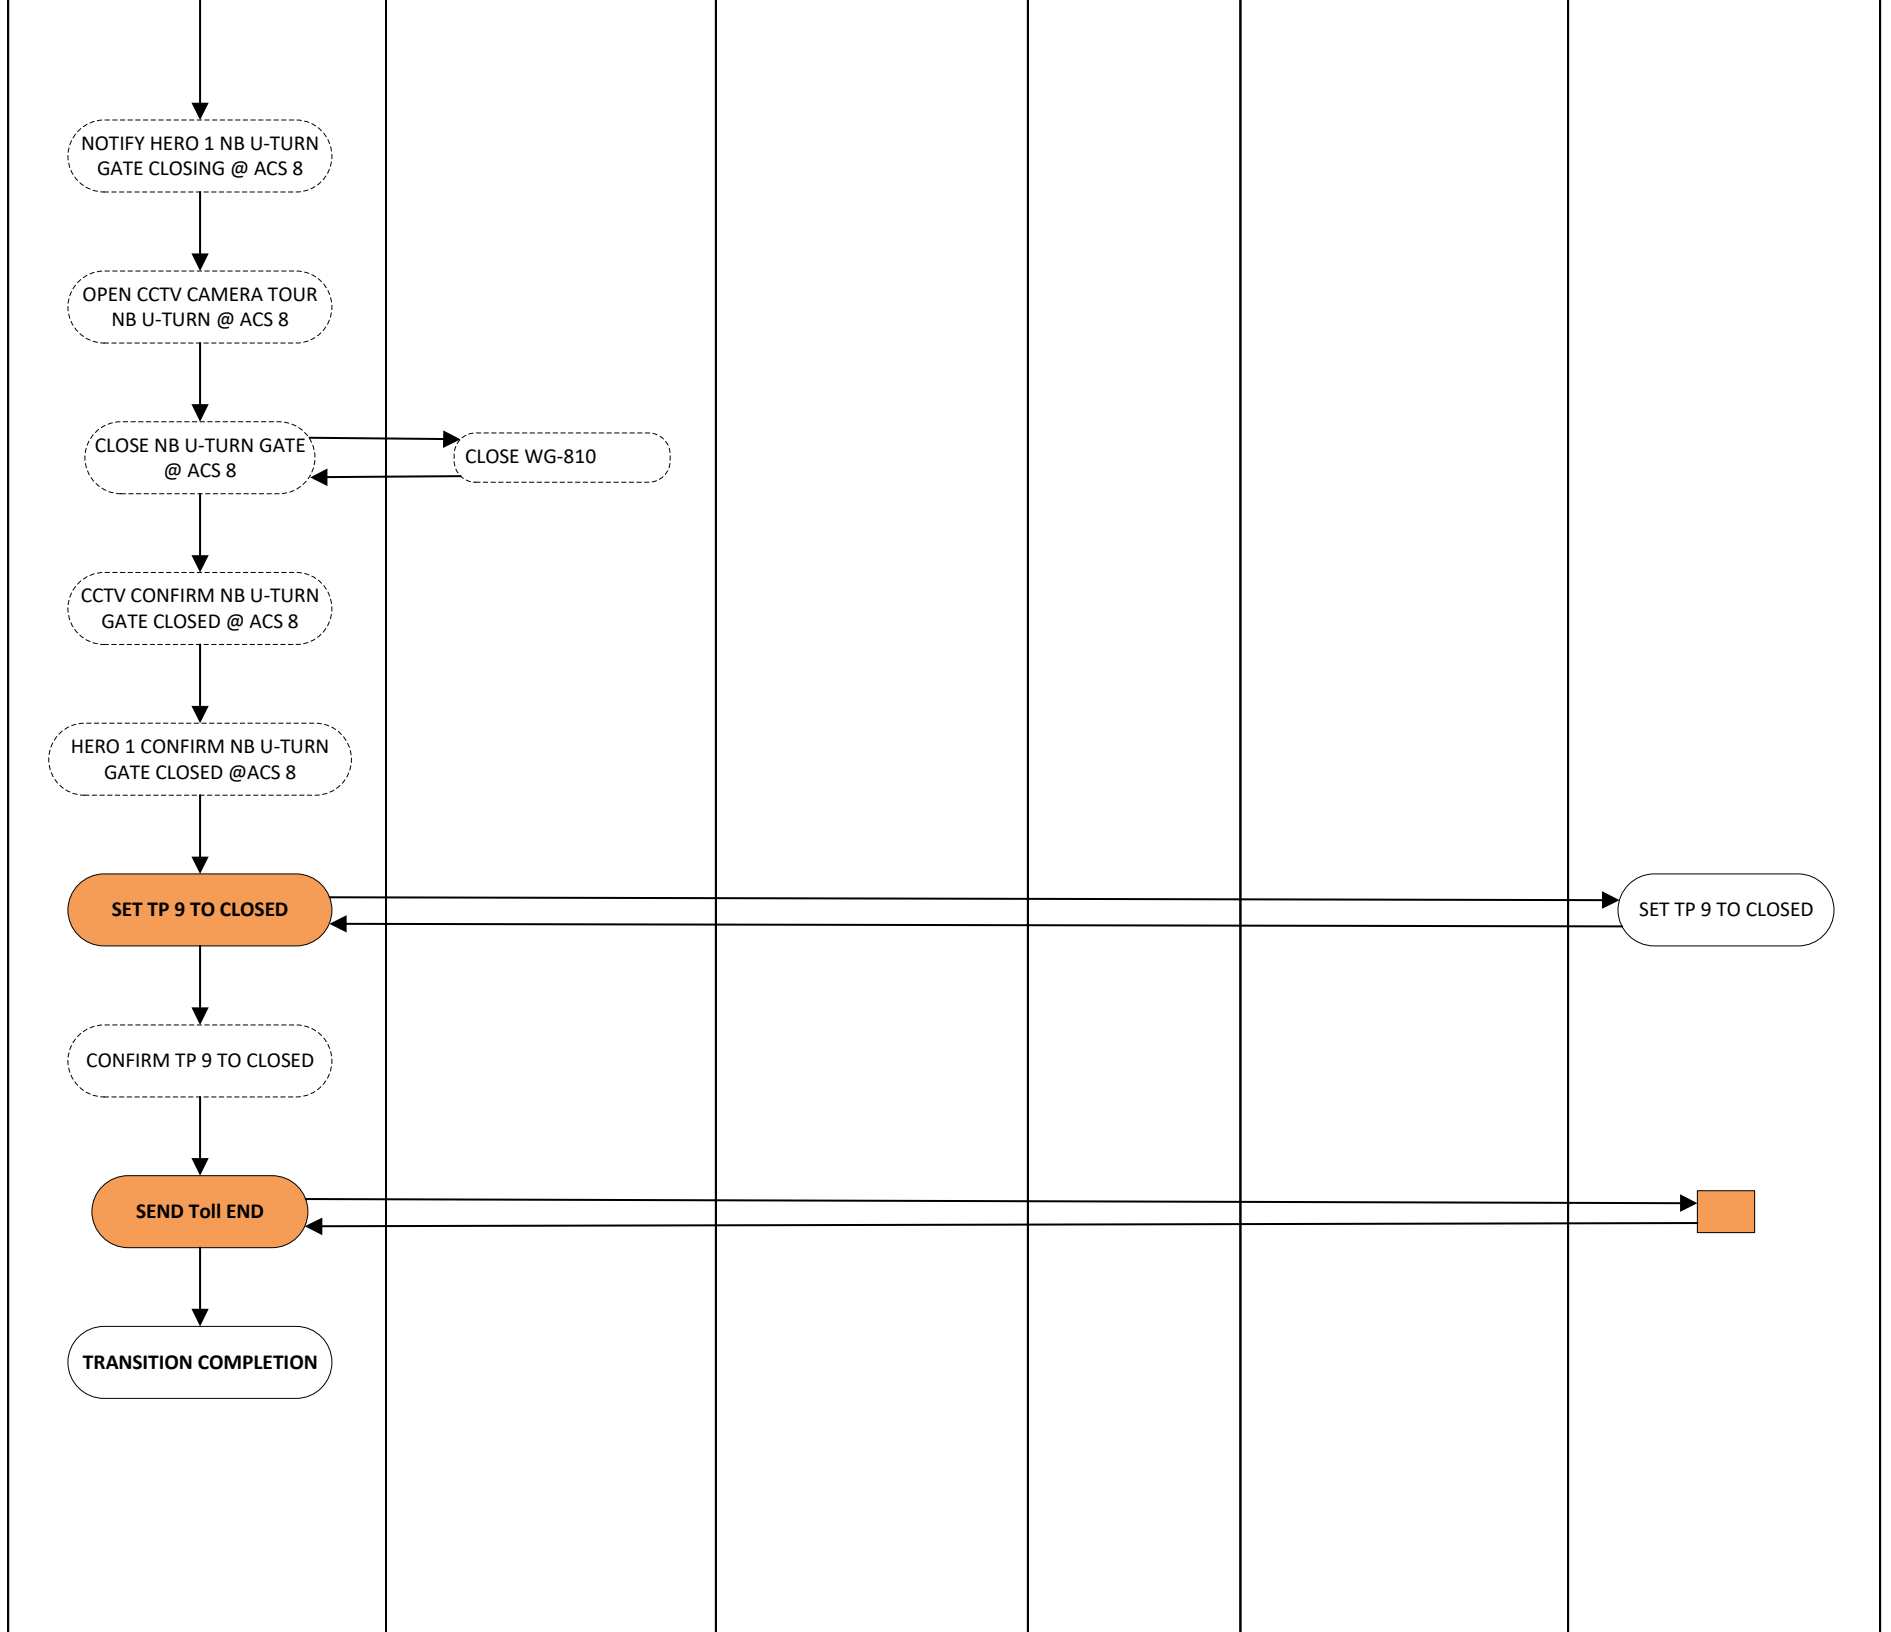 NOTIFY HERO 1 NB U-TURN
GATE CLOSING @ ACS 8
OPEN CCTV CAMERA TOUR
NB U-TURN @ ACS 8
CLOSE NB U-TURN GATE
@ ACS 8
CLOSE WG-810
CCTV CONFIRM NB U-TURN
GATE CLOSED @ ACS 8
HERO 1 CONFIRM NB U-TURN
GATE CLOSED @ACS 8
SET TP 9 TO CLOSED
SET TP 9 TO CLOSED
CONFIRM TP 9 TO CLOSED
SEND Toll END
TRANSITION COMPLETION